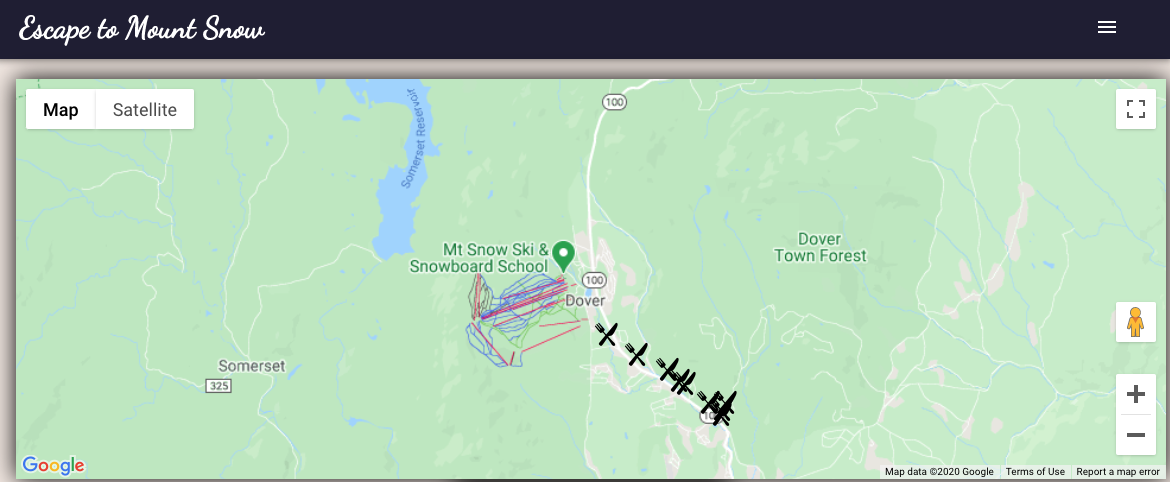 Escape to Mount Snow
Map
Satellite
100
Somerset Reservoir
Mt Snow Ski &
Snowboard School
Dover
Town Forest
100
Dover
Somerset
325
Google
Map data ©2020 Google
Terms of Use
Report a map error